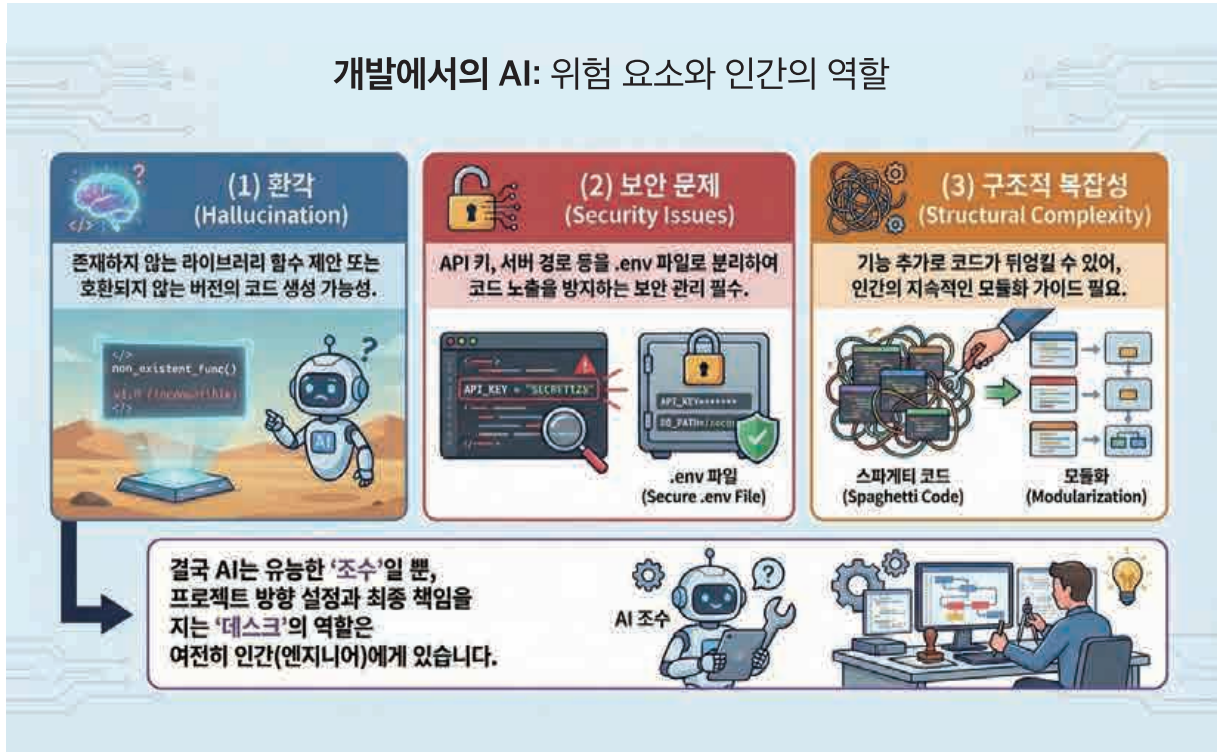 개발에서의 AI: 위험 요소와 인간의 역할
(1) 환각
(Hallucination)
존재하지 않는 라이브러리 함수 제안 또는
호환되지 않는 버전의 코드 생성 가능성.
</>
non_existent_func()
</>
?
AI
(2) 보안 문제
(Security Issues)
API 키, 서버 경로 등을 .env 파일로 분리하여
코드 노출을 방지하는 보안 관리 필수.
API_KEY = "SECRET123"
API_KEY=******
.env 파일
(Secure .env File)
(3) 구조적 복잡성
(Structural Complexity)
기능 추가로 코드가 뒤엉킬 수 있어,
인간의 지속적인 모듈화 가이드 필요.
스파게티 코드
(Spaghetti Code)
모듈화
(Modularization)
결국 AI는 유능한 ‘조수’일 뿐,
프로젝트 방향 설정과 최종 책임을
지는 ‘데스크’의 역할은
여전히 인간(엔지니어)에게 있습니다.
AI 조수
?